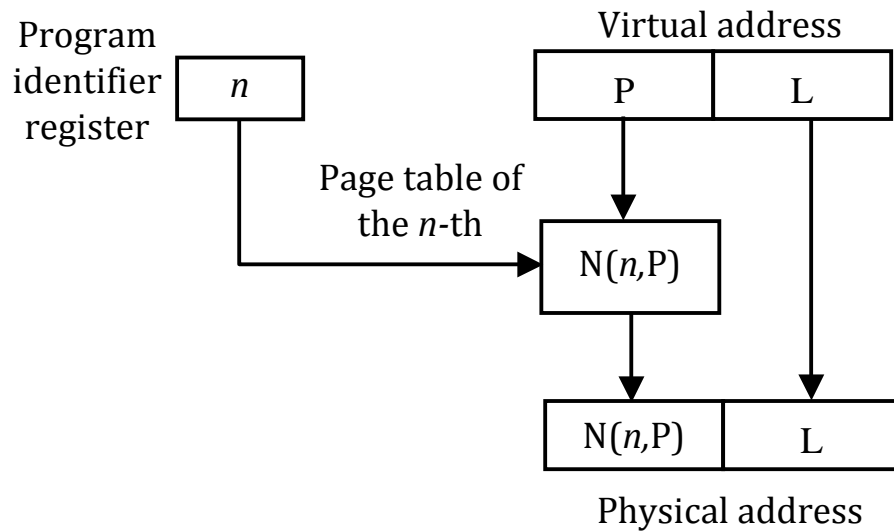 Program
identifier
register
n
Virtual address
P L
Page table of
the n-th
N(n,P)
N(n,P) L
Physical address